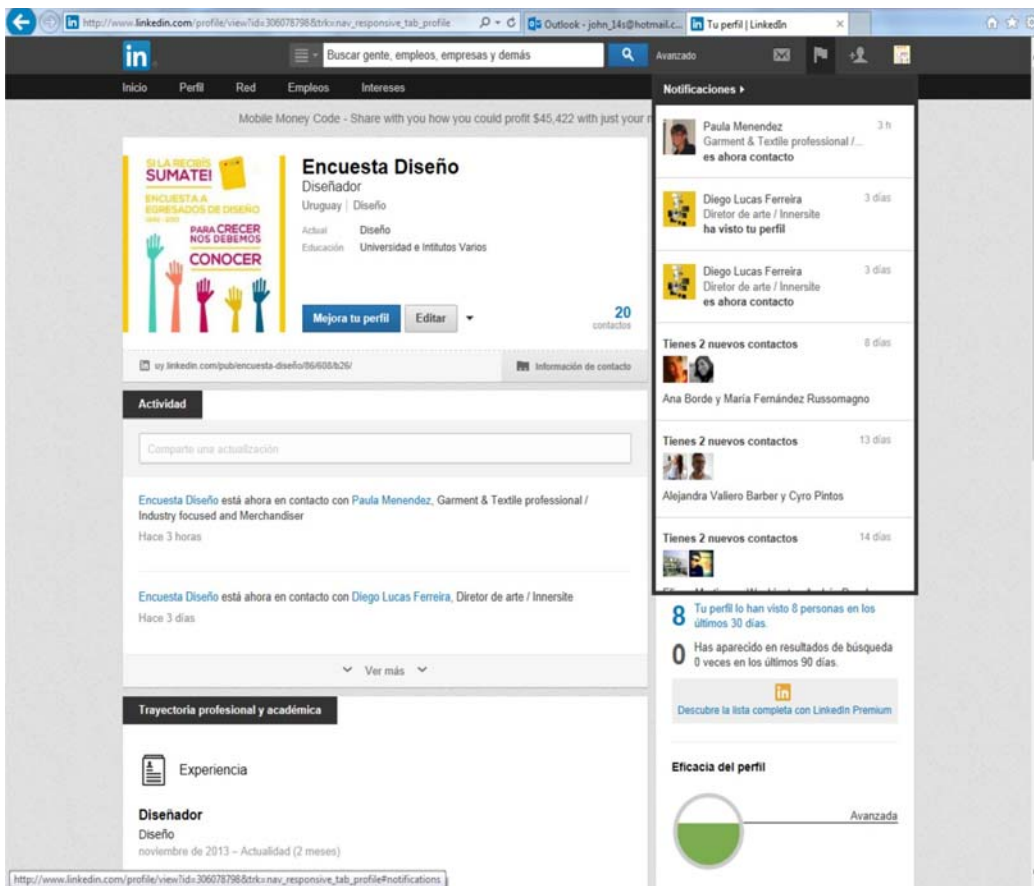 http://www.linkedin.com/profile/view?id=306078798&trk=nav_responsive_tab_profile
Outlook - john_14s@hotmail.c...
Tu perfil | LinkedIn
in
Buscar gente, empleos, empresas y demás
Avanzado
Inicio Perfil Red Empleos Intereses
Mobile Money Code - Share with you how you could profit $45,422 with just your
SI LA RECIBÍS
SUMATE!
ENCUESTA A
EGRESADOS DE DISEÑO
PARA CRECER
NOS DEBEMOS
CONOCER
Encuesta Diseño
Diseñador
Uruguay | Diseño
Actual Diseño
Educación Universidad e Intitutos Varios
Mejora tu perfil Editar
20
contactos
uy.linkedin.com/pub/encuesta-diseño/86/608/b26/
Información de contacto
Actividad
Comparte una actualización
Encuesta Diseño está ahora en contacto con Paula Menendez, Garment & Textile professional /
Industry focused and Merchandiser
Hace 3 horas
Encuesta Diseño está ahora en contacto con Diego Lucas Ferreira, Diretor de arte / Innersite
Hace 3 días
Ver más
Trayectoria profesional y académica
Experiencia
Diseñador
Diseño
noviembre de 2013 – Actualidad (2 meses)
http://www.linkedin.com/profile/view?id=306078798&trk=nav_responsive_tab_profile#notifications
Notificaciones
Paula Menendez 3 h
Garment & Textile professional /...
es ahora contacto
Diego Lucas Ferreira 3 días
Diretor de arte / Innersite
ha visto tu perfil
Diego Lucas Ferreira 3 días
Diretor de arte / Innersite
es ahora contacto
Tienes 2 nuevos contactos 8 días
Ana Borde y María Fernández Russomagno
Tienes 2 nuevos contactos 13 días
Alejandra Valiero Barber y Cyro Pintos
Tienes 2 nuevos contactos 14 días
8 Tu perfil lo han visto 8 personas en los
últimos 30 días.
0 Has aparecido en resultados de búsqueda
0 veces en los últimos 90 días.
in
Descubre la lista completa con LinkedIn Premium
Eficacia del perfil
Avanzada